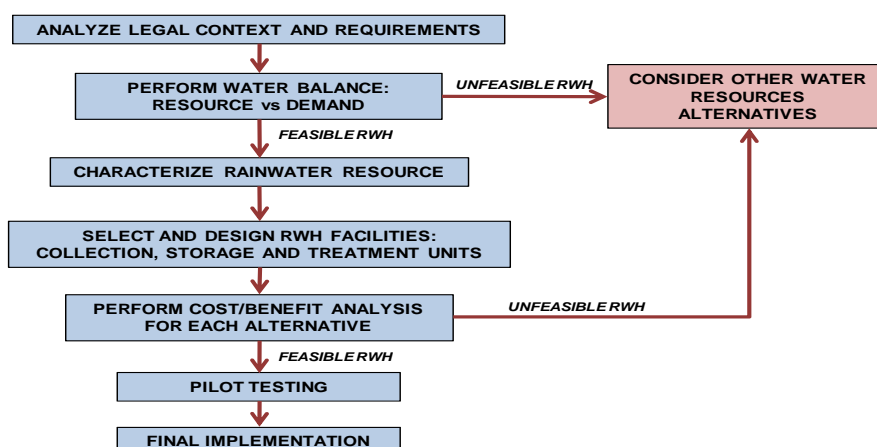 ANALYZE LEGAL CONTEXT AND REQUIREMENTS
PERFORM WATER BALANCE:
RESOURCE vs DEMAND
UNFEASIBLE RWH
CONSIDER OTHER WATER
RESOURCES
ALTERNATIVES
FEASIBLE RWH
CHARACTERIZE RAINWATER RESOURCE
SELECT AND DESIGN RWH FACILITIES:
COLLECTION, STORAGE AND TREATMENT UNITS
PERFORM COST/BENEFIT ANALYSIS
FOR EACH ALTERNATIVE
UNFEASIBLE RWH
FEASIBLE RWH
PILOT TESTING
FINAL IMPLEMENTATION